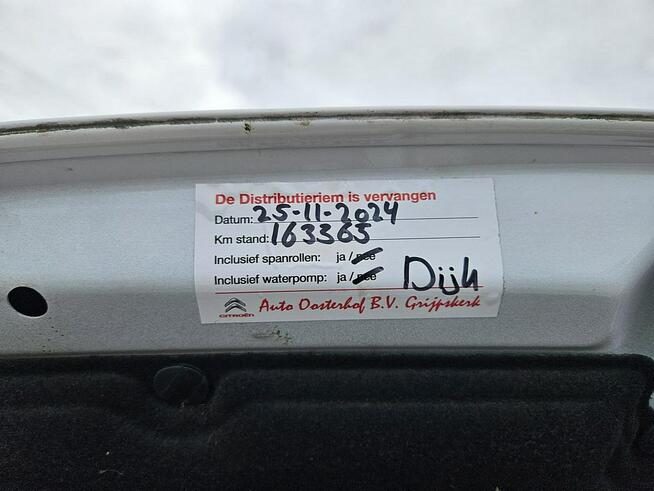 De Distributieriem is vervangen
Datum: 25-11-2024
Km stand: 163365
Inclusief spanrollen: ja / nee
Inclusief waterpomp: ja / nee Dijk
CITROËN Auto Oosterhof B.V. Grijpskerk